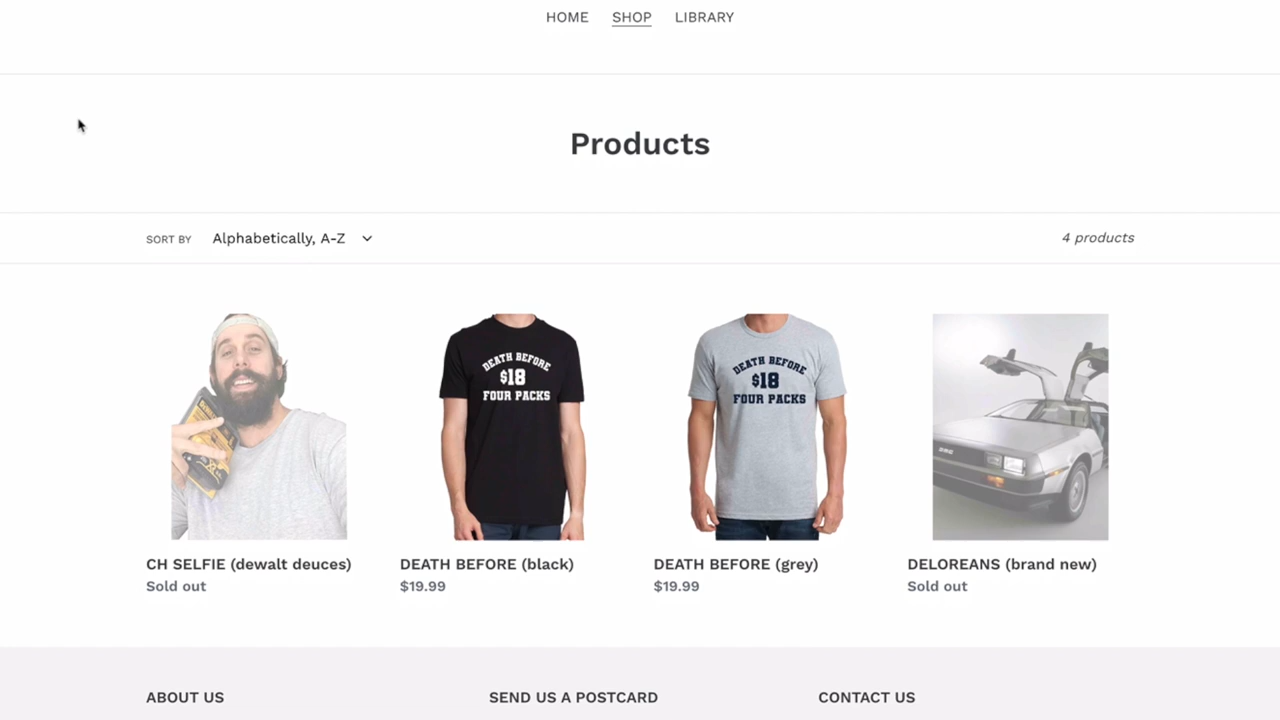 HOME SHOP LIBRARY
Products
SORT BY Alphabetically, A-Z
4 products
DEATH BEFORE
$18
FOUR PACKS
DEATH BEFORE
$18
FOUR PACKS
CH SELFIE (dewalt deuces)
Sold out
DEATH BEFORE (black)
$19.99
DEATH BEFORE (grey)
$19.99
DELOREANS (brand new)
Sold out
ABOUT US
SEND US A POSTCARD
CONTACT US